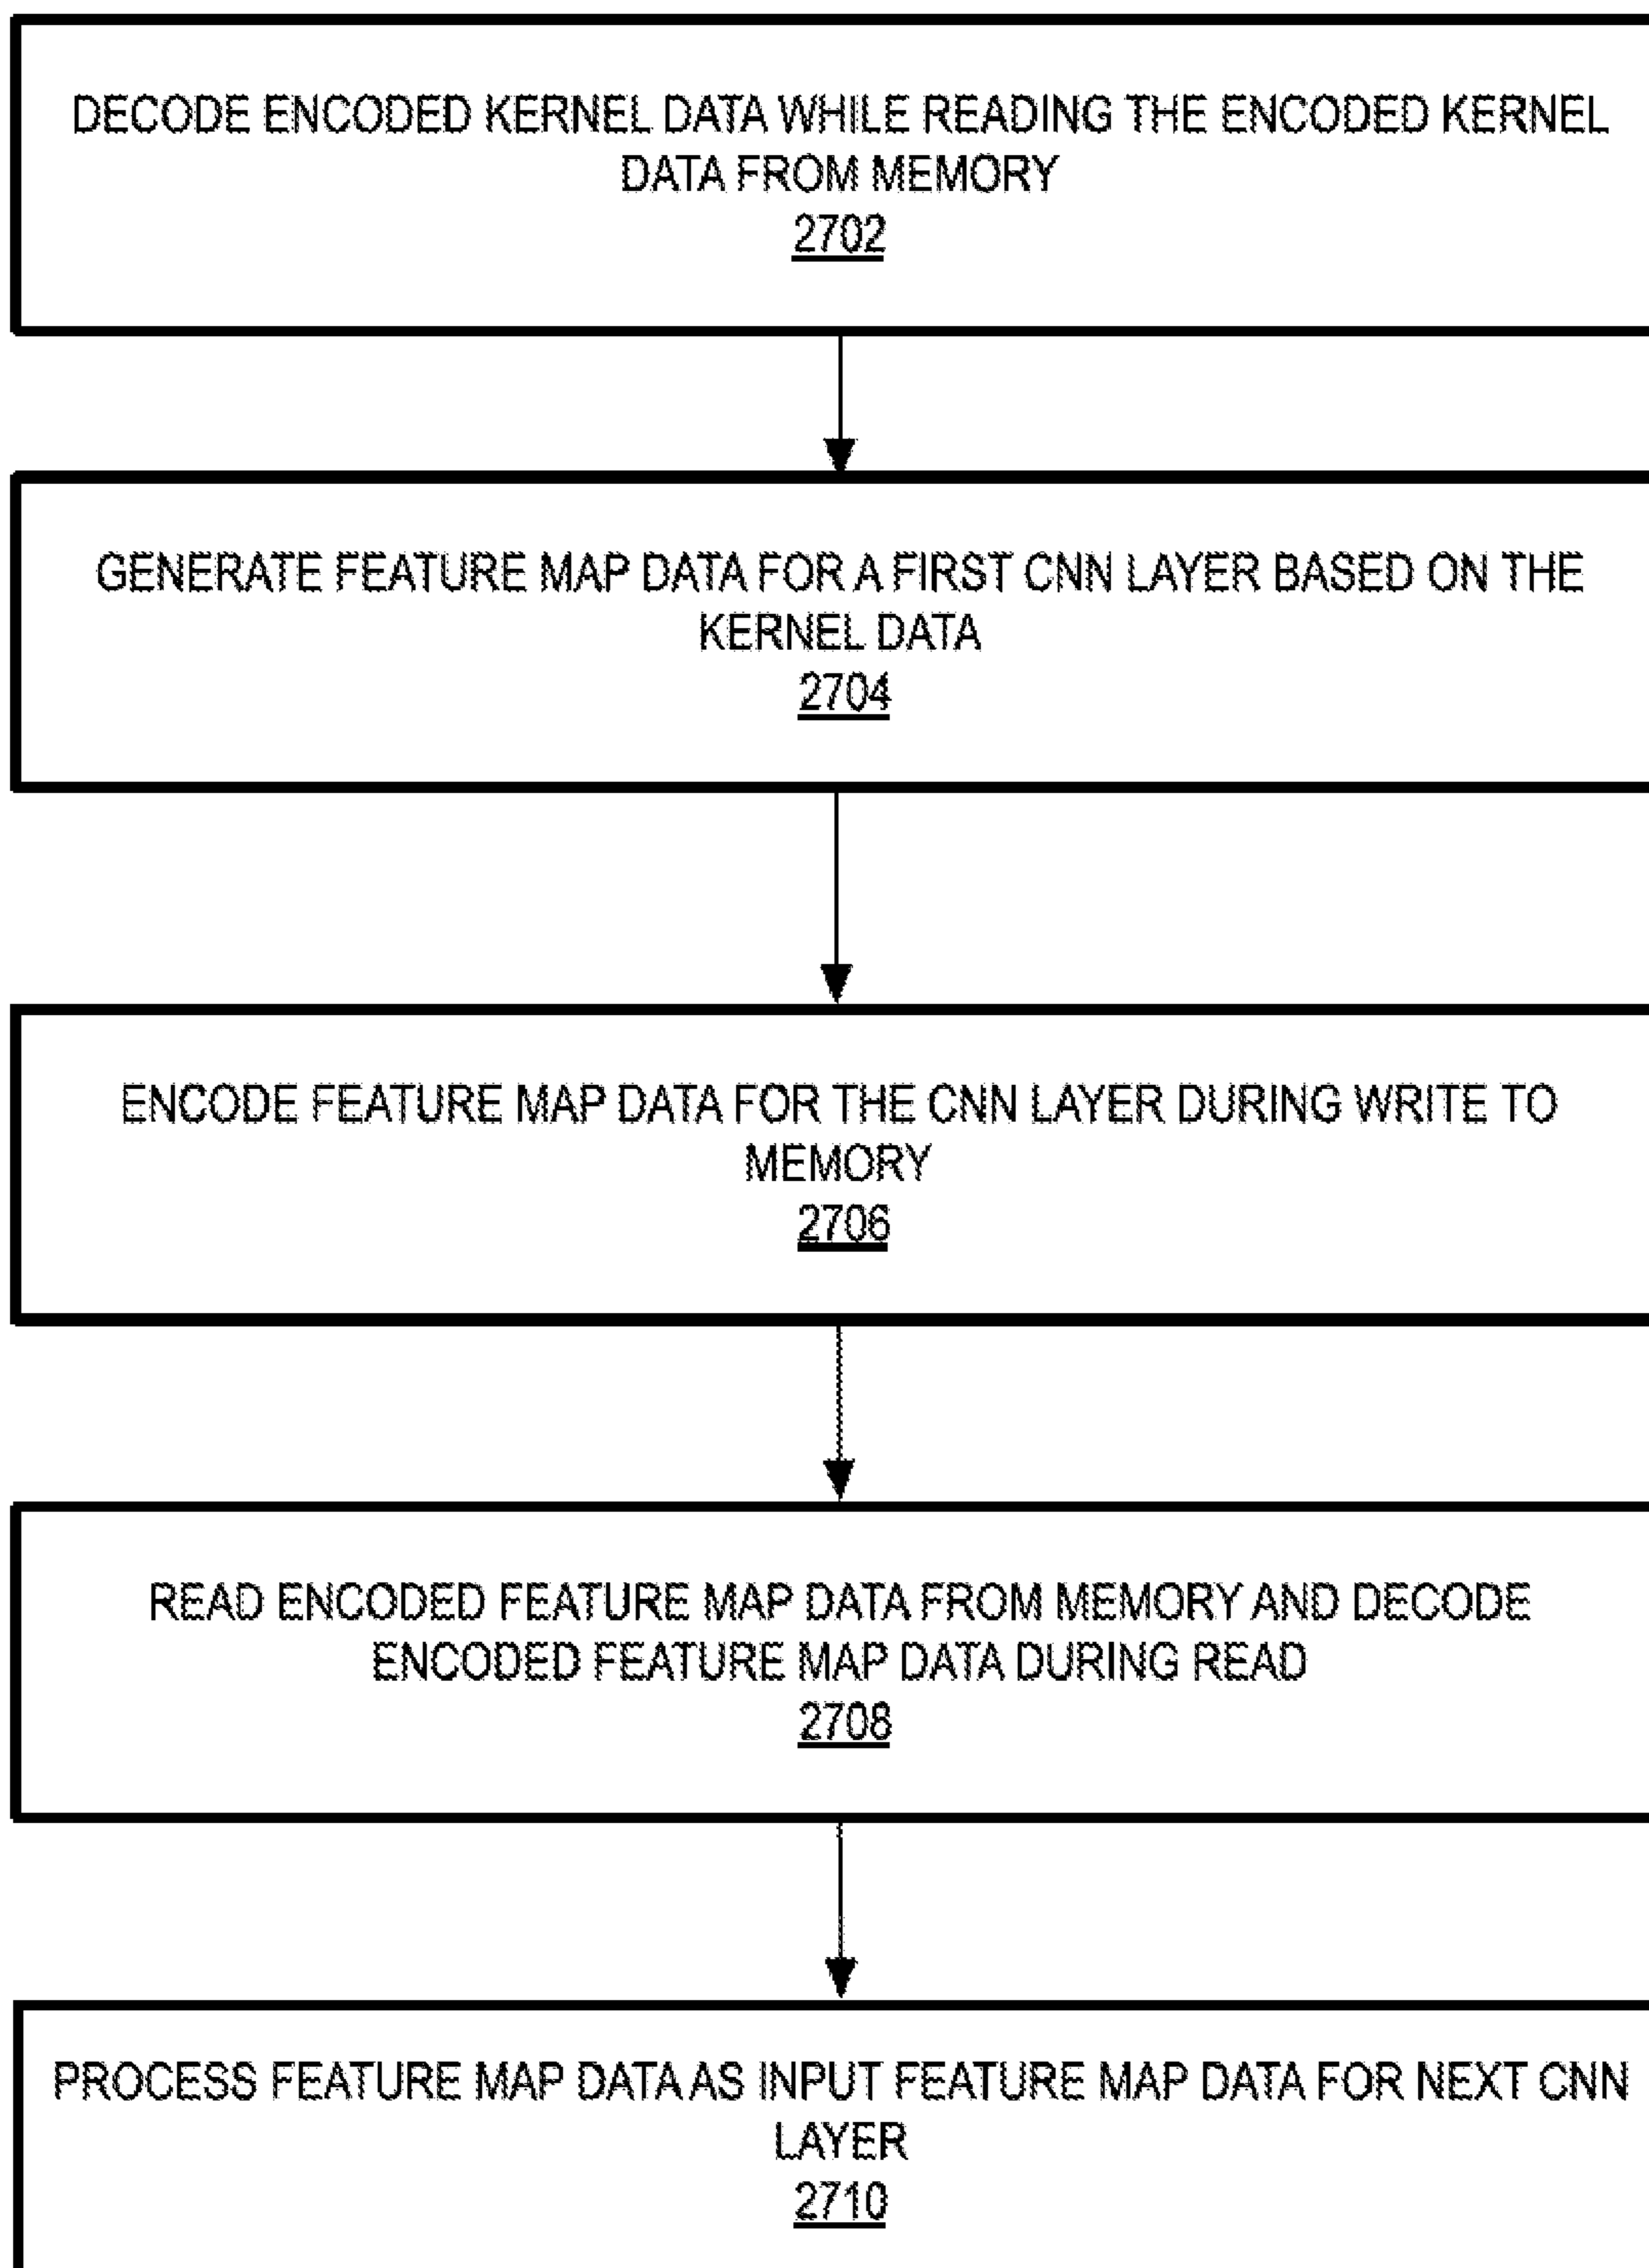 DECODE ENCODED KERNEL DATA WHILE READING THE ENCODED KERNEL
DATA FROM MEMORY
2702
GENERATE FEATURE MAP DATA FOR A FIRST CNN LAYER BASED ON THE
KERNEL DATA
2704
ENCODE FEATURE MAP DATA FOR THE CNN LAYER DURING WRITE TO
MEMORY
2706
READ ENCODED FEATURE MAP DATA FROM MEMORY AND DECODE
ENCODED FEATURE MAP DATA DURING READ
2708
PROCESS FEATURE MAP DATA AS INPUT FEATURE MAP DATA FOR NEXT CNN
LAYER
2710